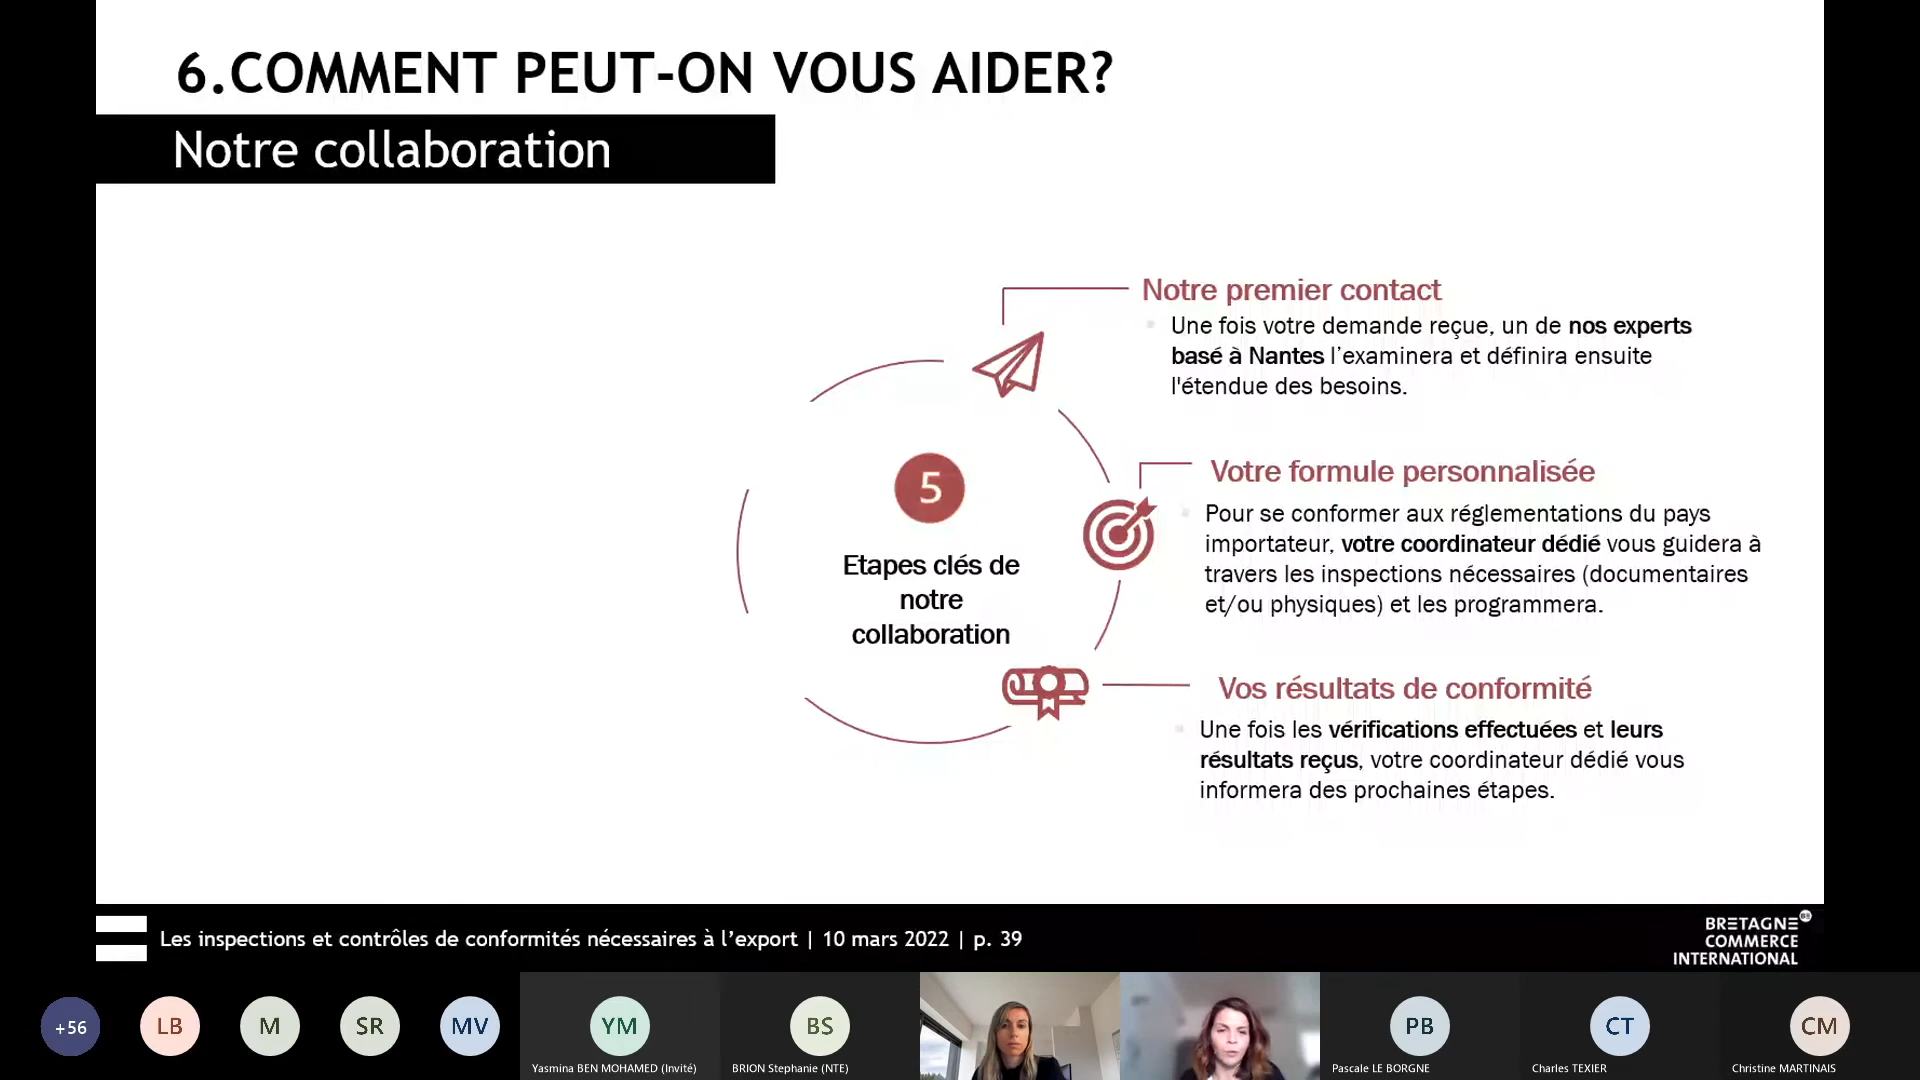 6.COMMENT PEUT-ON VOUS AIDER?
Notre collaboration
Notre premier contact
Une fois votre demande reçue, un de nos experts
basé à Nantes l’examinera et définira ensuite
l'étendue des besoins.
5
Etapes clés de
notre
collaboration
Votre formule personnalisée
Pour se conformer aux réglementations du pays
importateur, votre coordinateur dédié vous guidera à
travers les inspections nécessaires (documentaires
et/ou physiques) et les programmera.
Vos résultats de conformité
Une fois les vérifications effectuées et leurs
résultats reçus, votre coordinateur dédié vous
informera des prochaines étapes.
Les inspections et contrôles de conformités nécessaires à l’export | 10 mars 2022 | p. 39
BRETAGNE
COMMERCE
INTERNATIONAL
+56
LB
M
SR
MV
YM
Yasmina BEN MOHAMED (Invité)
BS
BRION Stephanie (NTE)
PB
Pascale LE BORGNE
CT
Charles TEXIER
CM
Christine MARTINAIS